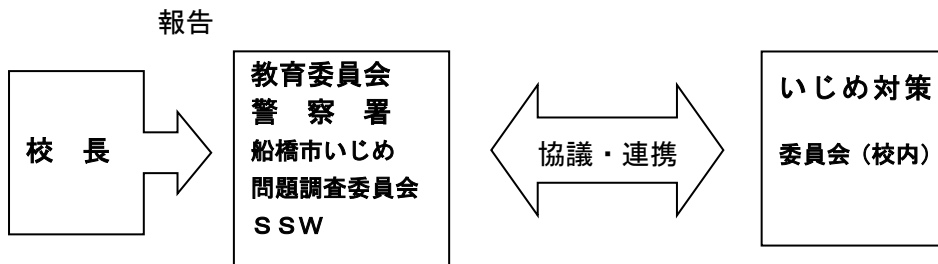 報告
校　長
教育委員会
警　察　署
船橋市いじめ
問題調査委員会
ＳＳＷ
協議・連携
いじめ対策
委員会（校内）